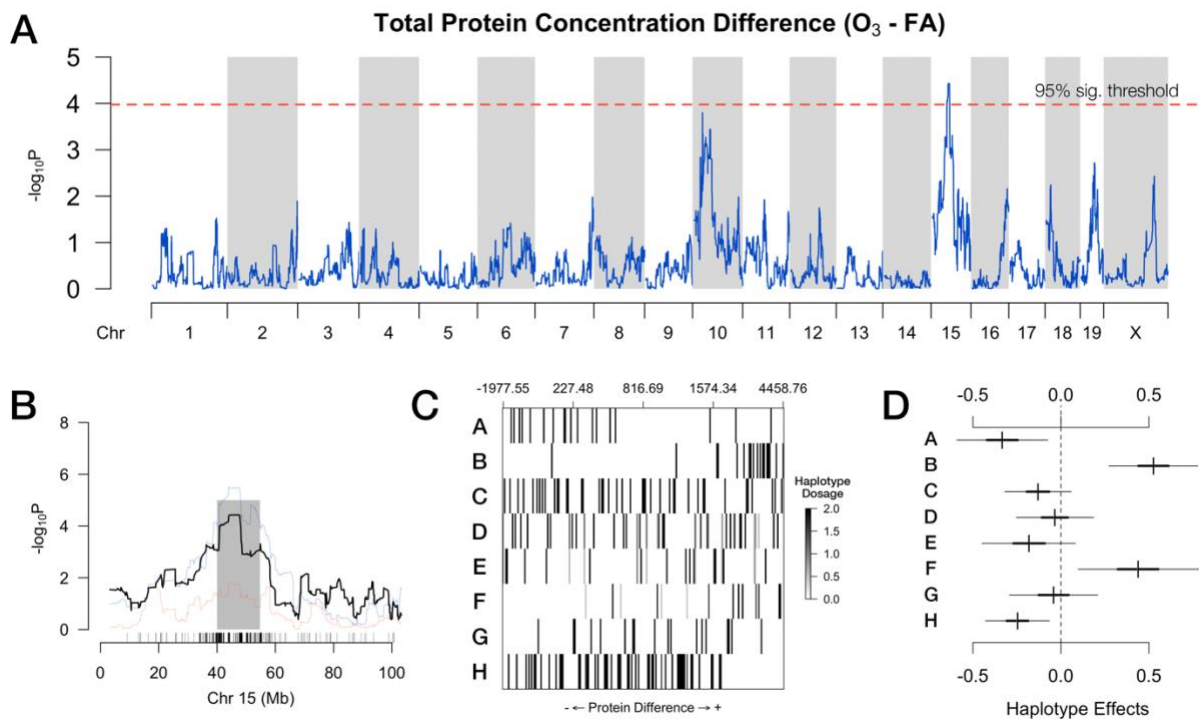 A
Total Protein Concentration Difference (O₃ - FA)
5
4
3
2
1
0
-log₁₀P
95% sig. threshold
Chr 1 2 3 4 5 6 7 8 9 10 11 12 13 14 15 16 17 18 19 X
B
8
6
4
2
0
-log₁₀P
0 20 40 60 80 100
Chr 15 (Mb)
C
-1977.55 227.48 816.69 1574.34 4458.76
A
B
C
D
E
F
G
H
- ← Protein Difference → +
Haplotype
Dosage
2.0
1.5
1.0
0.5
0.0
D
-0.5 0.0 0.5
A
B
C
D
E
F
G
H
-0.5 0.0 0.5
Haplotype Effects